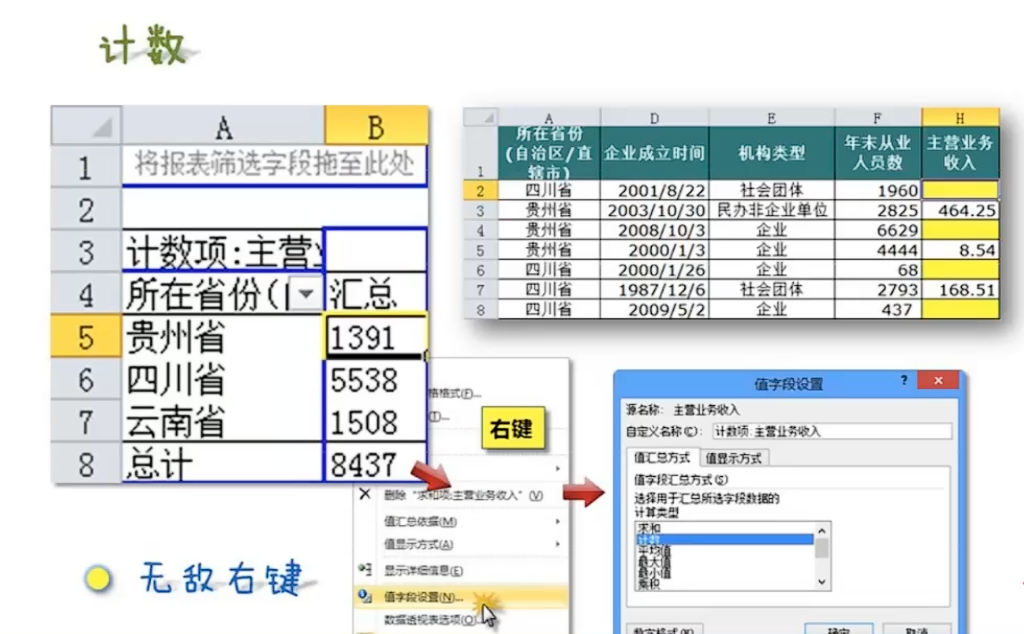 计数
A B
1 将报表筛选字段拖至此处
2
3 计数项:主营业
4 所在省份( 汇总
5 贵州省 1391
6 四川省 5538
7 云南省 1508
8 总计 8437
A D E F H
1 所在省份(自治区/直辖市) 企业成立时间 机构类型 年末从业人员数 主营业务收入
2 四川省 2001/8/22 社会团体 1960
3 贵州省 2003/10/30 民办非企业单位 2825 464.25
4 贵州省 2008/10/3 企业 6629
5 贵州省 2000/1/3 企业 4444 8.54
6 四川省 2000/1/26 企业 68
7 四川省 1987/12/6 社会团体 2793 168.51
8 四川省 2009/5/2 企业 437
格格式(F)...
(T)...
右键
删除“求和项:主营业务收入”(V)
值汇总依据(M)
值显示方式(A)
显示详细信息(E)
值字段设置(N)...
数据透视表选项(O)...
值字段设置
源名称: 主营业务收入
自定义名称(C): 计数项:主营业务收入
值汇总方式 值显示方式
值字段汇总方式(S)
选择用于汇总所选字段数据的
计算类型
求和
计数
平均值
最大值
最小值
乘积
数字格式(N)
确定 取消
无敌右键